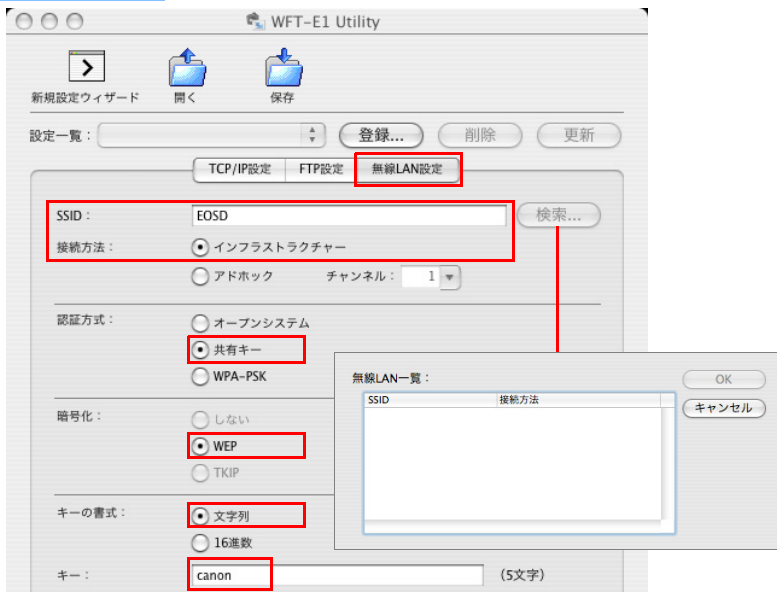 WFT-E1 Utility
新規設定ウィザード
開く
保存
設定一覧：
登録...
削除
更新
TCP/IP設定
FTP設定
無線LAN設定
SSID：
EOSD
検索...
接続方法：
インフラストラクチャー
アドホック
チャンネル：
1
認証方式：
オープンシステム
共有キー
WPA-PSK
暗号化：
しない
WEP
TKIP
キーの書式：
文字列
16進数
キー：
canon
(5文字)
無線LAN一覧：
SSID
接続方法
OK
キャンセル